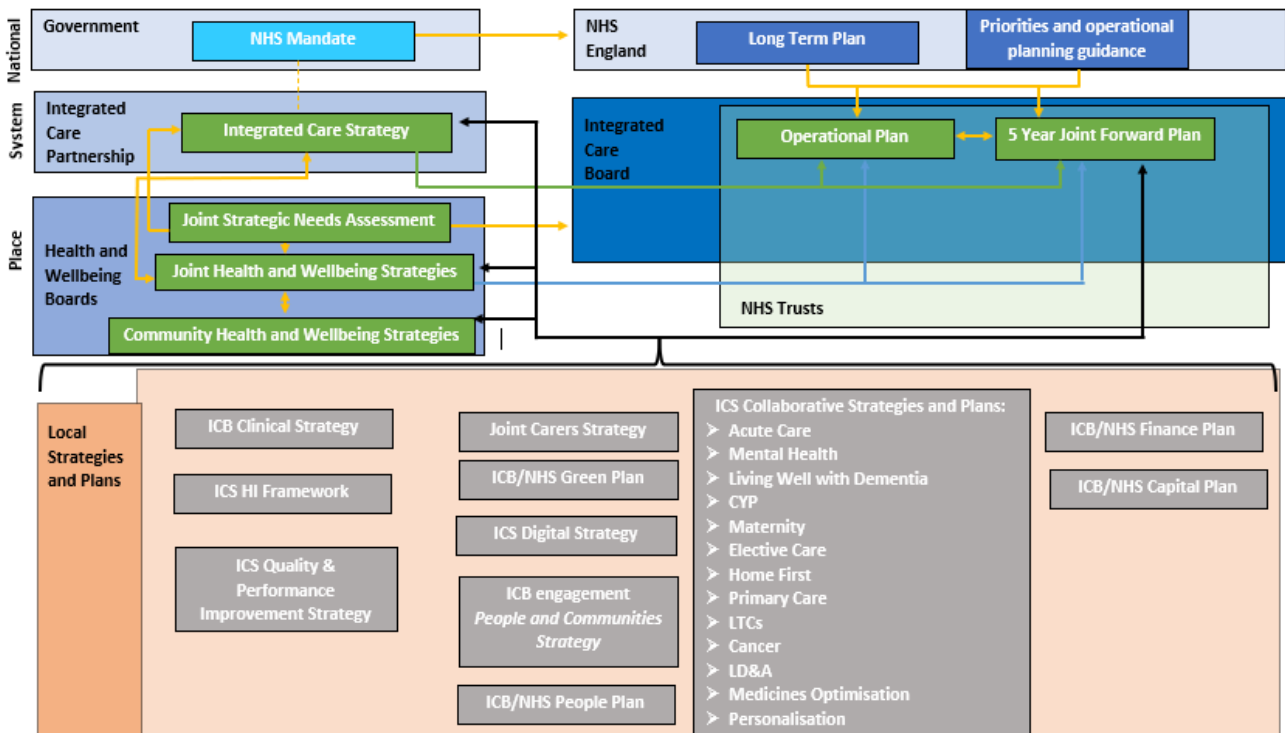 National
Government
NHS Mandate
NHS
England
Long Term Plan
Priorities and operational
planning guidance
System
Integrated
Care
Partnership
Integrated Care Strategy
Integrated
Care
Board
Operational Plan
5 Year Joint Forward Plan
NHS Trusts
Place
Health and
Wellbeing
Boards
Joint Strategic Needs Assessment
Joint Health and Wellbeing Strategies
Community Health and Wellbeing Strategies
Local
Strategies
and Plans
ICB Clinical Strategy
ICS HI Framework
ICS Quality &
Performance
Improvement Strategy
Joint Carers Strategy
ICB/NHS Green Plan
ICS Digital Strategy
ICB engagement
People and Communities
Strategy
ICB/NHS People Plan
ICS Collaborative Strategies and Plans:
➤ Acute Care
➤ Mental Health
➤ Living Well with Dementia
➤ CYP
➤ Maternity
➤ Elective Care
➤ Home First
➤ Primary Care
➤ LTCs
➤ Cancer
➤ LD&A
➤ Medicines Optimisation
➤ Personalisation
ICB/NHS Finance Plan
ICB/NHS Capital Plan